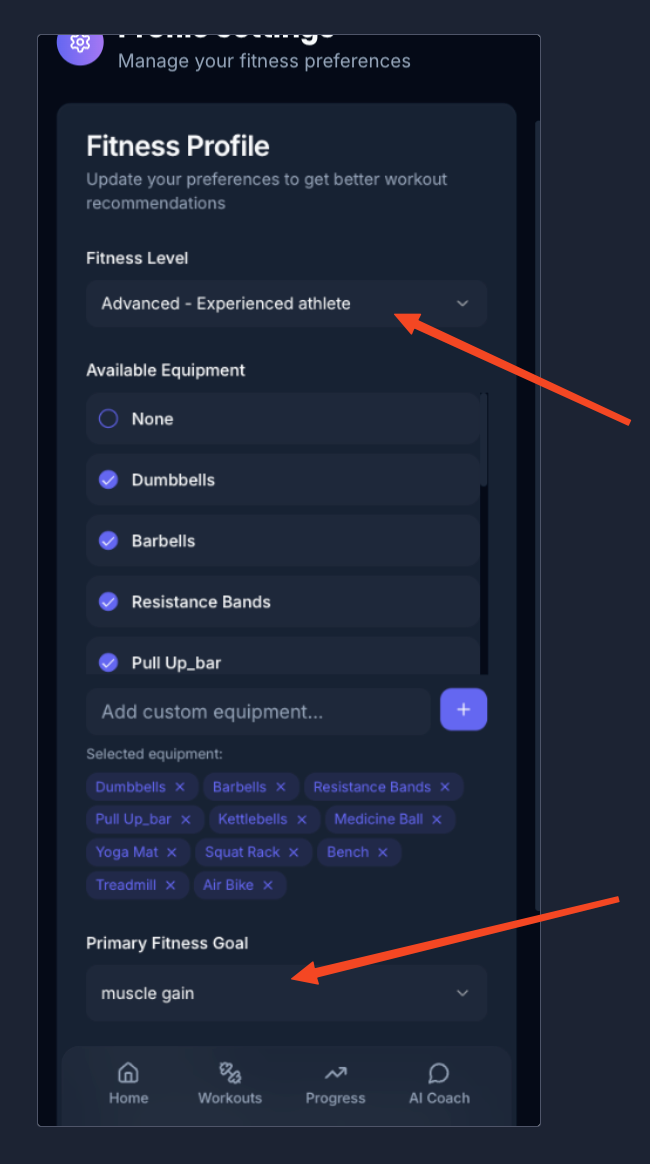 Profile Settings
Manage your fitness preferences
Fitness Profile
Update your preferences to get better workout
recommendations
Fitness Level
Advanced - Experienced athlete
Available Equipment
None
Dumbbells
Barbells
Resistance Bands
Pull Up_bar
Add custom equipment...
+
Selected equipment:
Dumbbells × Barbells × Resistance Bands ×
Pull Up_bar × Kettlebells × Medicine Ball ×
Yoga Mat × Squat Rack × Bench ×
Treadmill × Air Bike ×
Primary Fitness Goal
muscle gain
Home Workouts Progress AI Coach